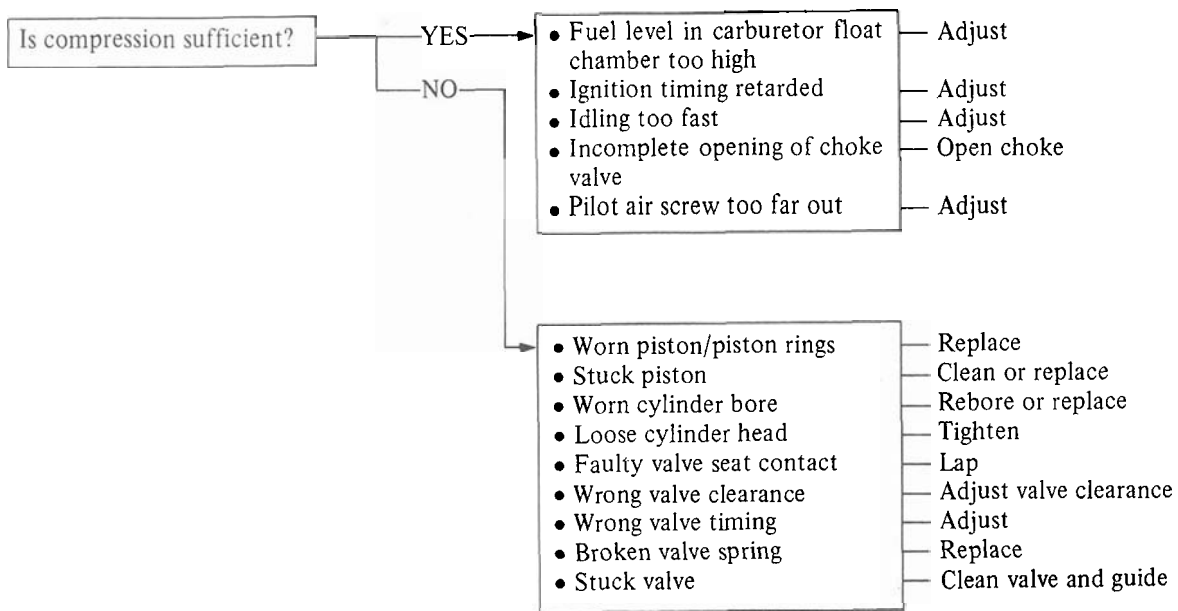 Is compression sufficient?
YES
• Fuel level in carburetor float
chamber too high
Adjust
• Ignition timing retarded
Adjust
• Idling too fast
Adjust
• Incomplete opening of choke
valve
Open choke
• Pilot air screw too far out
Adjust
NO
• Worn piston/piston rings
Replace
• Stuck piston
Clean or replace
• Worn cylinder bore
Rebore or replace
• Loose cylinder head
Tighten
• Faulty valve seat contact
Lap
• Wrong valve clearance
Adjust valve clearance
• Wrong valve timing
Adjust
• Broken valve spring
Replace
• Stuck valve
Clean valve and guide